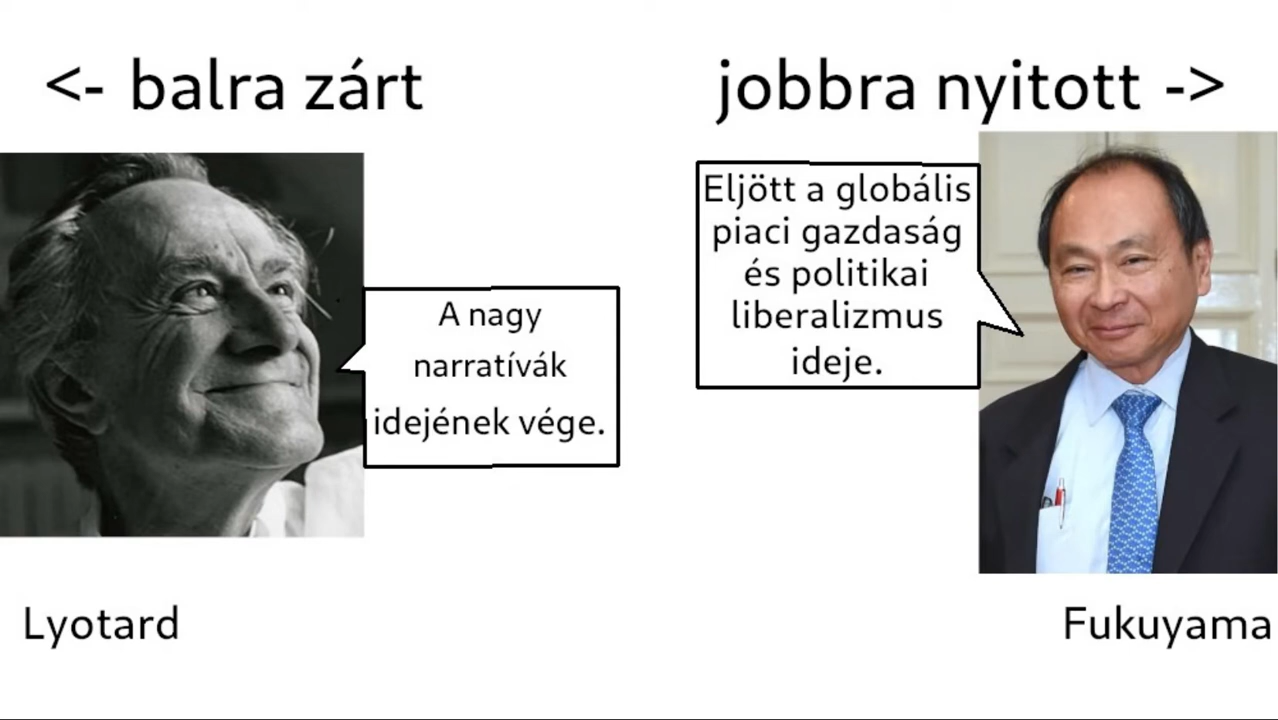 <- balra zárt
jobbra nyitott ->
A nagy
narratívák
idejének vége.
Eljött a globális
piaci gazdaság
és politikai
liberalizmus
ideje.
Lyotard
Fukuyama